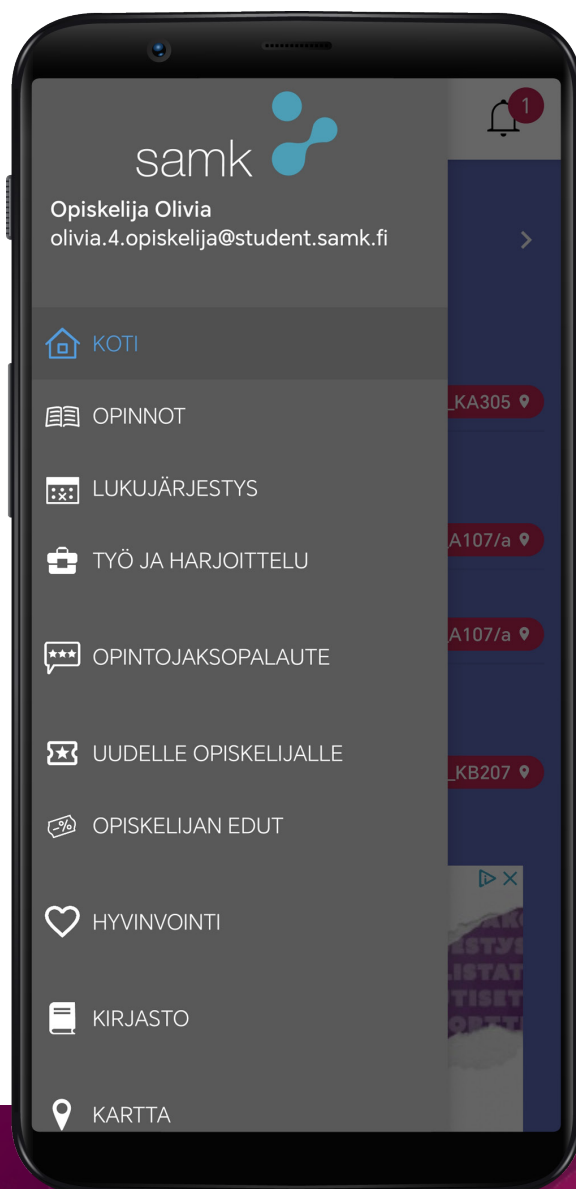 samk
1
Opiskelija Olivia
olivia.4.opiskelija@student.samk.fi
KOTI
_KA305
OPINNOT
LUKUJÄRJESTYS
A107/a
TYÖ JA HARJOITTELU
A107/a
OPINTOJAKSOPALAUTE
UUDELLE OPISKELIJALLE
_KB207
OPISKELIJAN EDUT
HYVINVOINTI
KIRJASTO
KARTTA